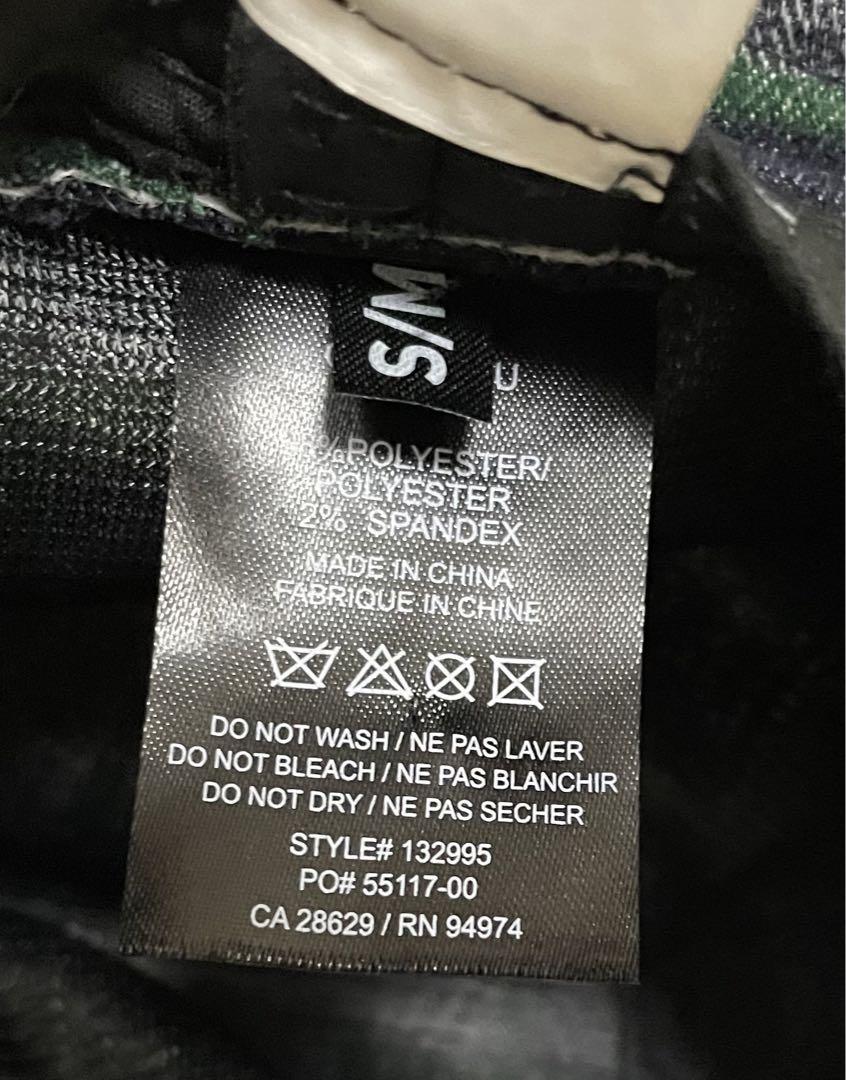 S/M
U
%POLYESTER/
POLYESTER
2% SPANDEX
MADE IN CHINA
FABRIQUE IN CHINE
DO NOT WASH / NE PAS LAVER
DO NOT BLEACH / NE PAS BLANCHIR
DO NOT DRY / NE PAS SECHER
STYLE# 132995
PO# 55117-00
CA 28629 / RN 94974